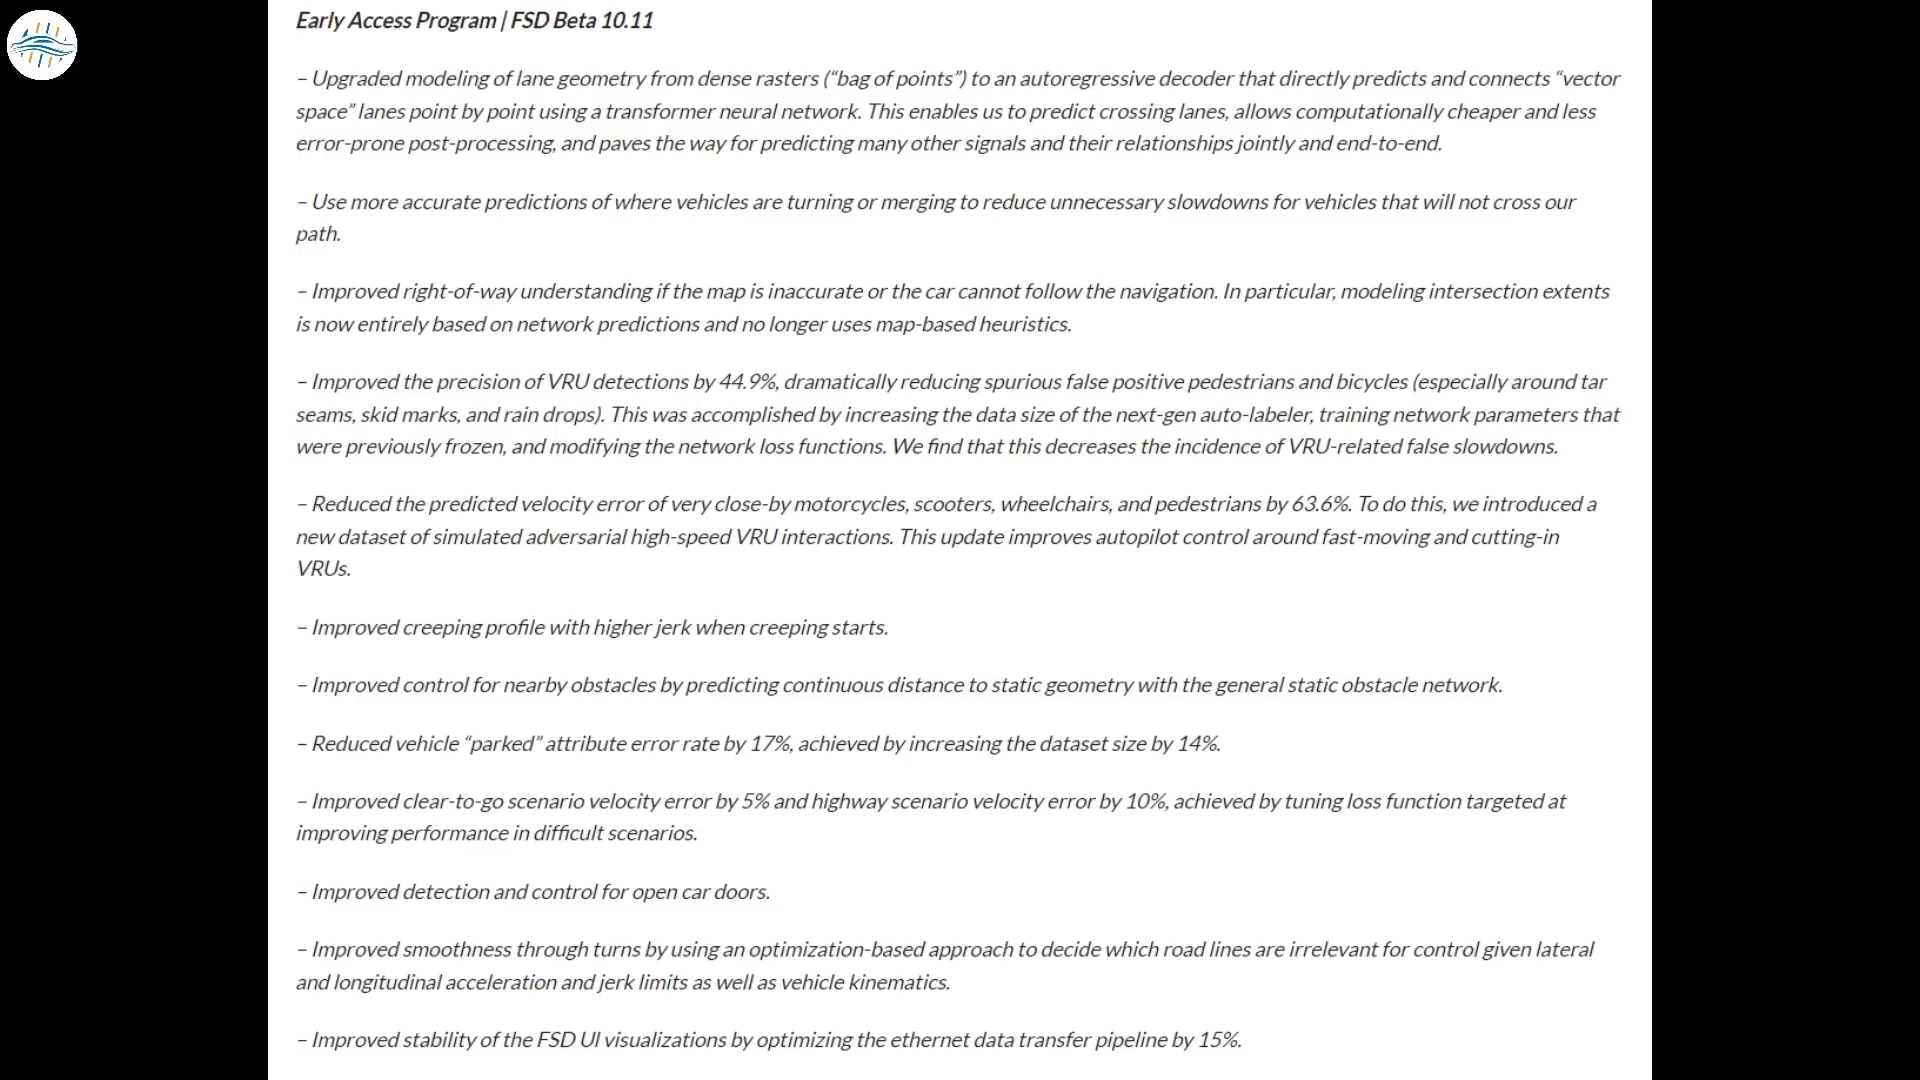 Early Access Program | FSD Beta 10.11
– Upgraded modeling of lane geometry from dense rasters (“bag of points”) to an autoregressive decoder that directly predicts and connects “vector
space” lanes point by point using a transformer neural network. This enables us to predict crossing lanes, allows computationally cheaper and less
error-prone post-processing, and paves the way for predicting many other signals and their relationships jointly and end-to-end.
– Use more accurate predictions of where vehicles are turning or merging to reduce unnecessary slowdowns for vehicles that will not cross our
path.
– Improved right-of-way understanding if the map is inaccurate or the car cannot follow the navigation. In particular, modeling intersection extents
is now entirely based on network predictions and no longer uses map-based heuristics.
– Improved the precision of VRU detections by 44.9%, dramatically reducing spurious false positive pedestrians and bicycles (especially around tar
seams, skid marks, and rain drops). This was accomplished by increasing the data size of the next-gen auto-labeler, training network parameters that
were previously frozen, and modifying the network loss functions. We find that this decreases the incidence of VRU-related false slowdowns.
– Reduced the predicted velocity error of very close-by motorcycles, scooters, wheelchairs, and pedestrians by 63.6%. To do this, we introduced a
new dataset of simulated adversarial high-speed VRU interactions. This update improves autopilot control around fast-moving and cutting-in
VRUs.
– Improved creeping profile with higher jerk when creeping starts.
– Improved control for nearby obstacles by predicting continuous distance to static geometry with the general static obstacle network.
– Reduced vehicle “parked” attribute error rate by 17%, achieved by increasing the dataset size by 14%.
– Improved clear-to-go scenario velocity error by 5% and highway scenario velocity error by 10%, achieved by tuning loss function targeted at
improving performance in difficult scenarios.
– Improved detection and control for open car doors.
– Improved smoothness through turns by using an optimization-based approach to decide which road lines are irrelevant for control given lateral
and longitudinal acceleration and jerk limits as well as vehicle kinematics.
– Improved stability of the FSD UI visualizations by optimizing the ethernet data transfer pipeline by 15%.